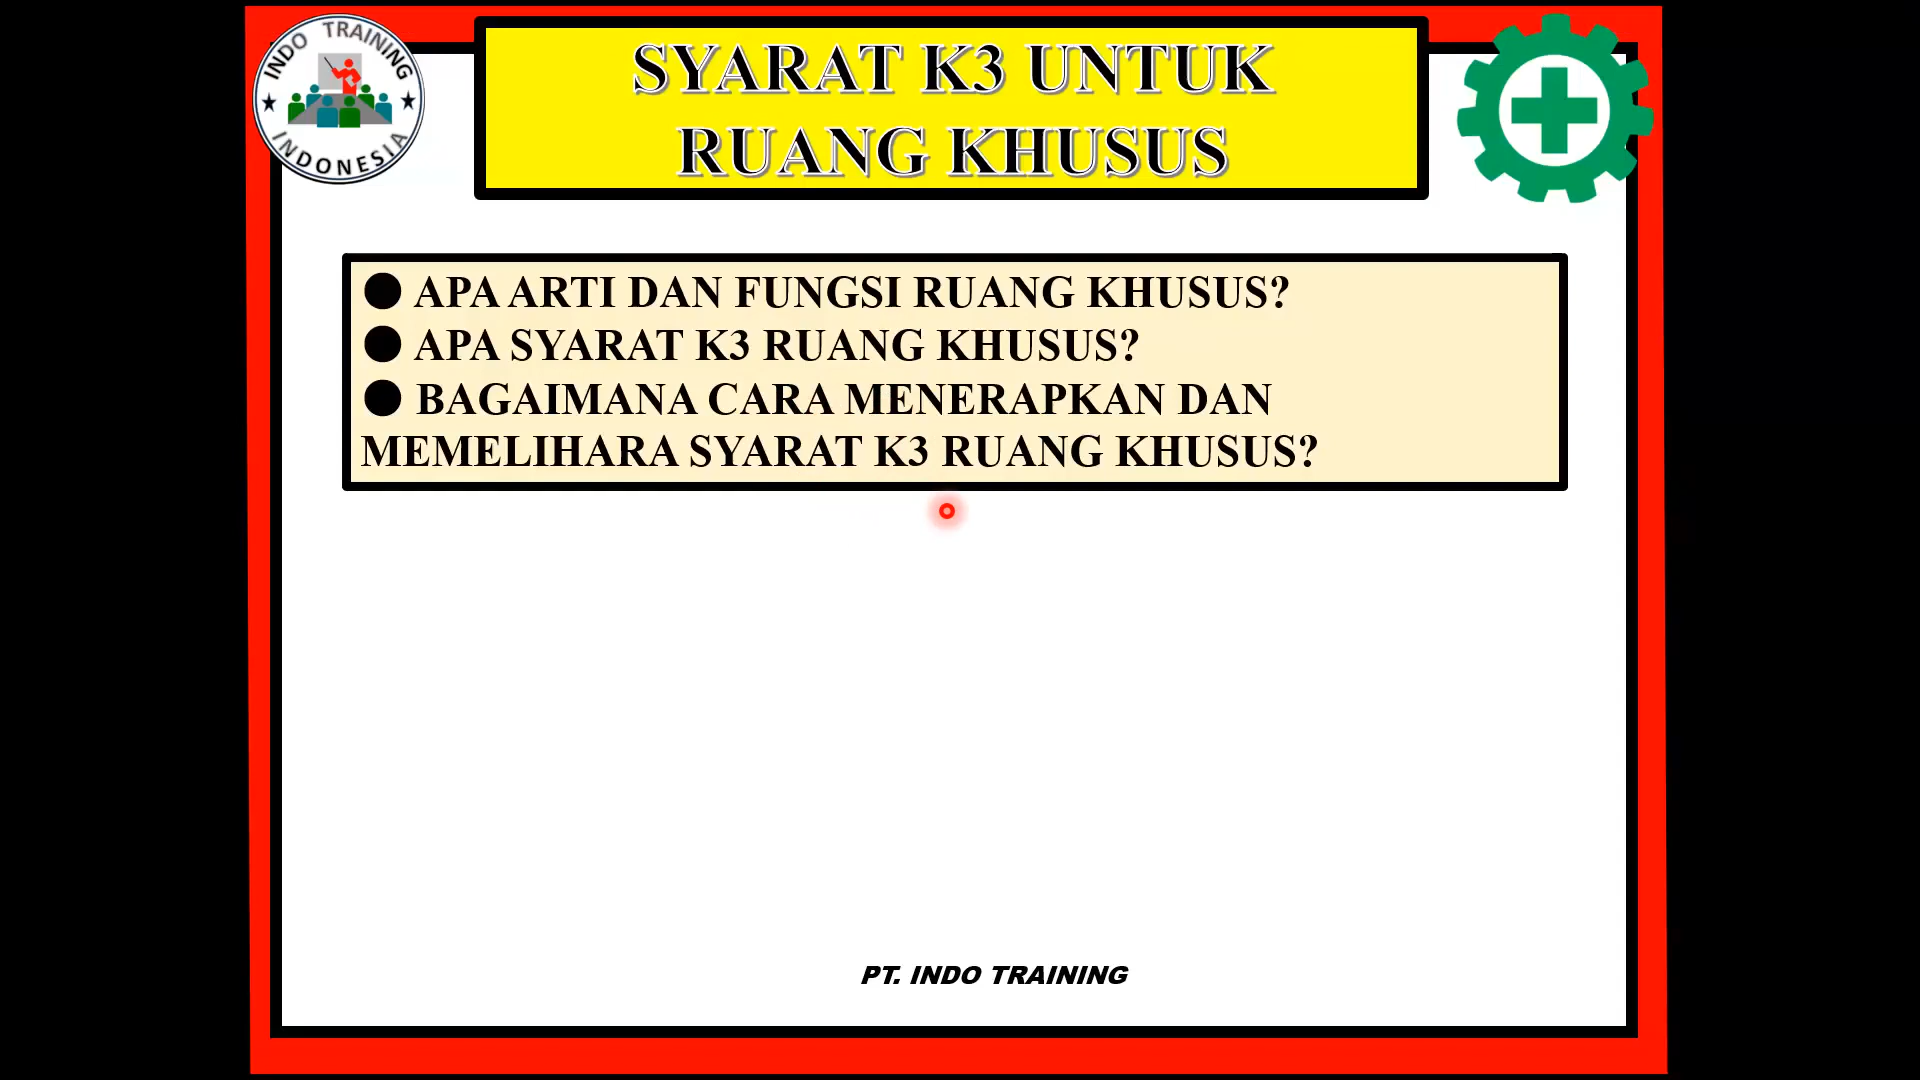 INDO TRAINING
INDONESIA
SYARAT K3 UNTUK
RUANG KHUSUS
● APA ARTI DAN FUNGSI RUANG KHUSUS?
● APA SYARAT K3 RUANG KHUSUS?
● BAGAIMANA CARA MENERAPKAN DAN
MEMELIHARA SYARAT K3 RUANG KHUSUS?
PT. INDO TRAINING